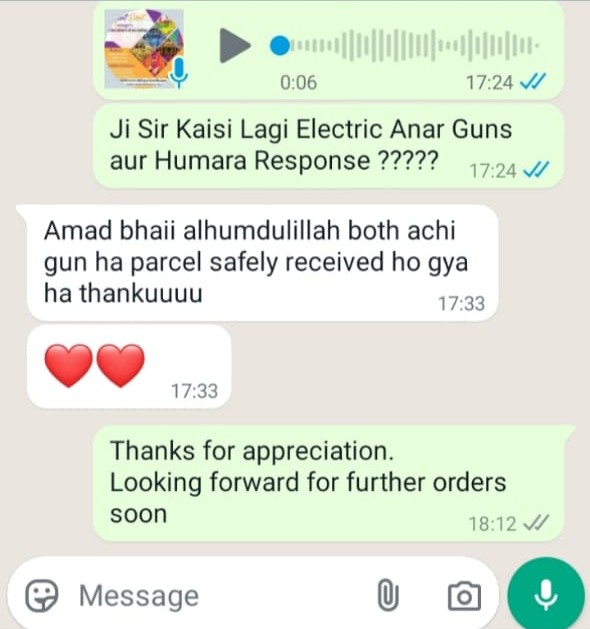 0:06
17:24
Ji Sir Kaisi Lagi Electric Anar Guns
aur Humara Response ?????
17:24
Amad bhaii alhumdulillah both achi
gun ha parcel safely received ho gya
ha thankuuuu
17:33
17:33
Thanks for appreciation.
Looking forward for further orders
soon
18:12
Message